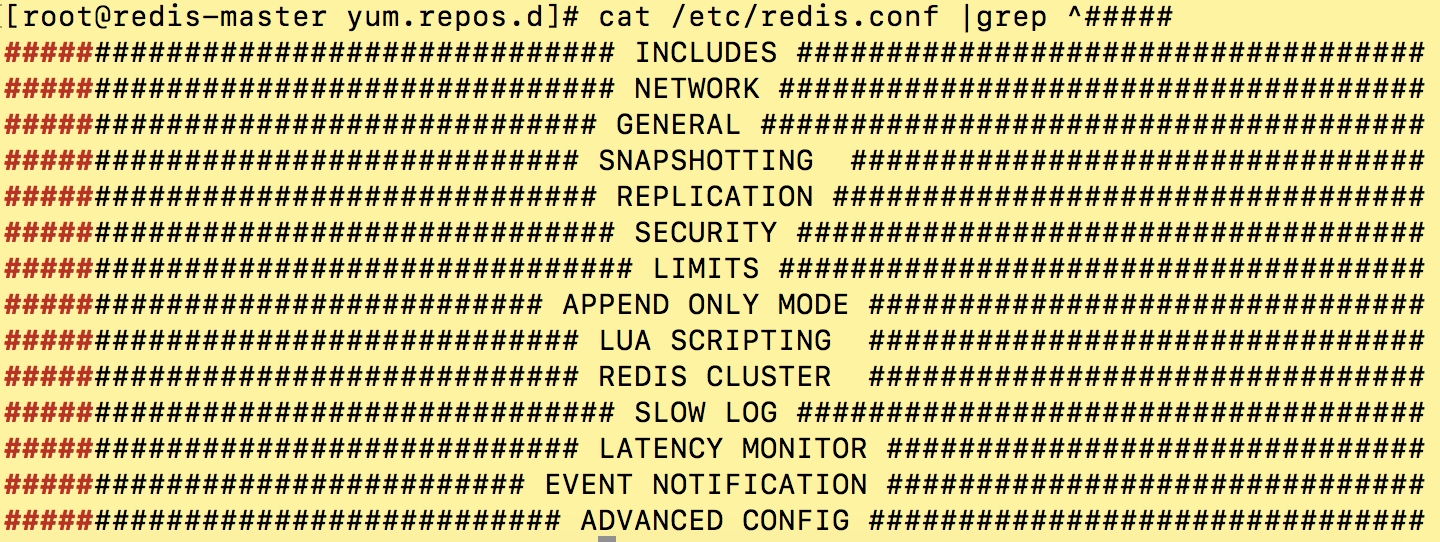 [root@redis-master yum.repos.d]# cat /etc/redis.conf |grep ^#####
################################## INCLUDES ###################################
################################## NETWORK ####################################
################################# GENERAL #####################################
################################ SNAPSHOTTING  ################################
################################# REPLICATION #################################
################################## SECURITY ###################################
################################### LIMITS ####################################
############################## APPEND ONLY MODE ###############################
################################ LUA SCRIPTING  ###############################
################################ REDIS CLUSTER  ###############################
################################## SLOW LOG ###################################
################################ LATENCY MONITOR ##############################
############################# EVENT NOTIFICATION ##############################
############################### ADVANCED CONFIG ###############################